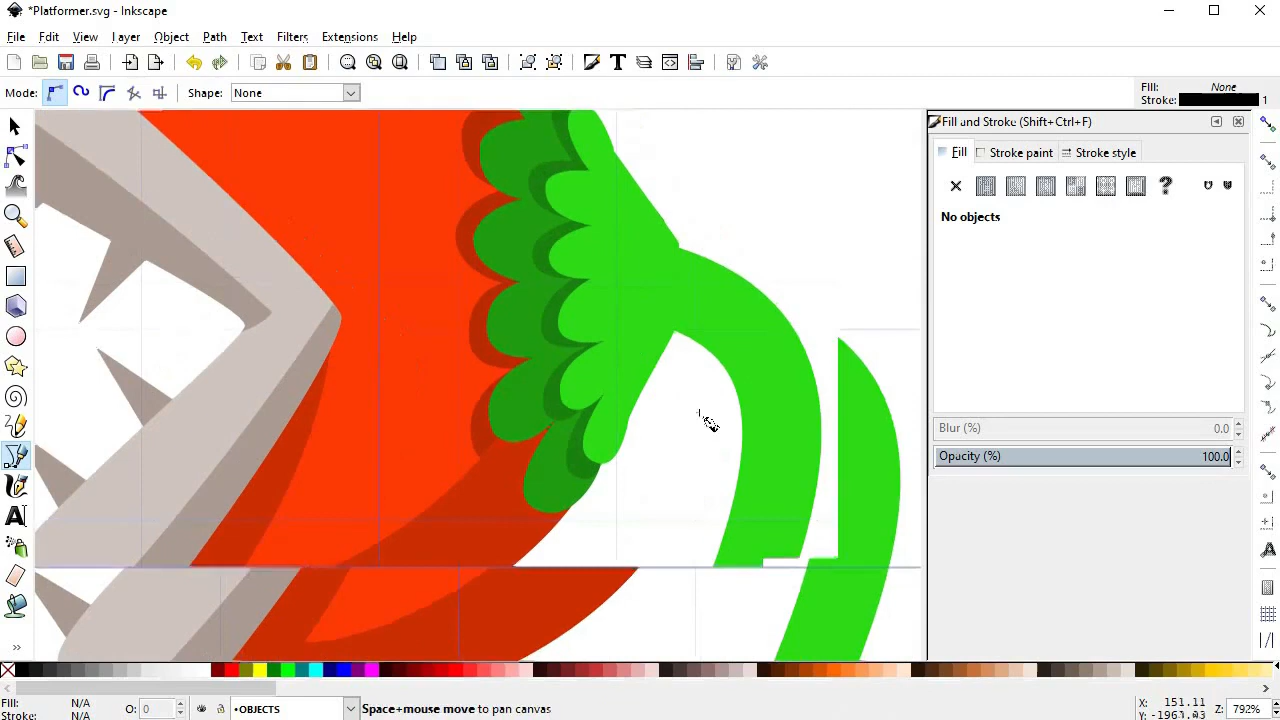 *Platformer.svg - Inkscape
File Edit View Layer Object Path Text Filters Extensions Help
Mode: Shape: None
Fill: None
Stroke: 1
Fill and Stroke (Shift+Ctrl+F)
Fill Stroke paint Stroke style
No objects
Blur (%) 0.0
Opacity (%) 100.0
Fill: N/A
Stroke: N/A
O: 0
•OBJECTS
Space+mouse move to pan canvas
X: 151.11
Y: -1963.03
Z: 792%